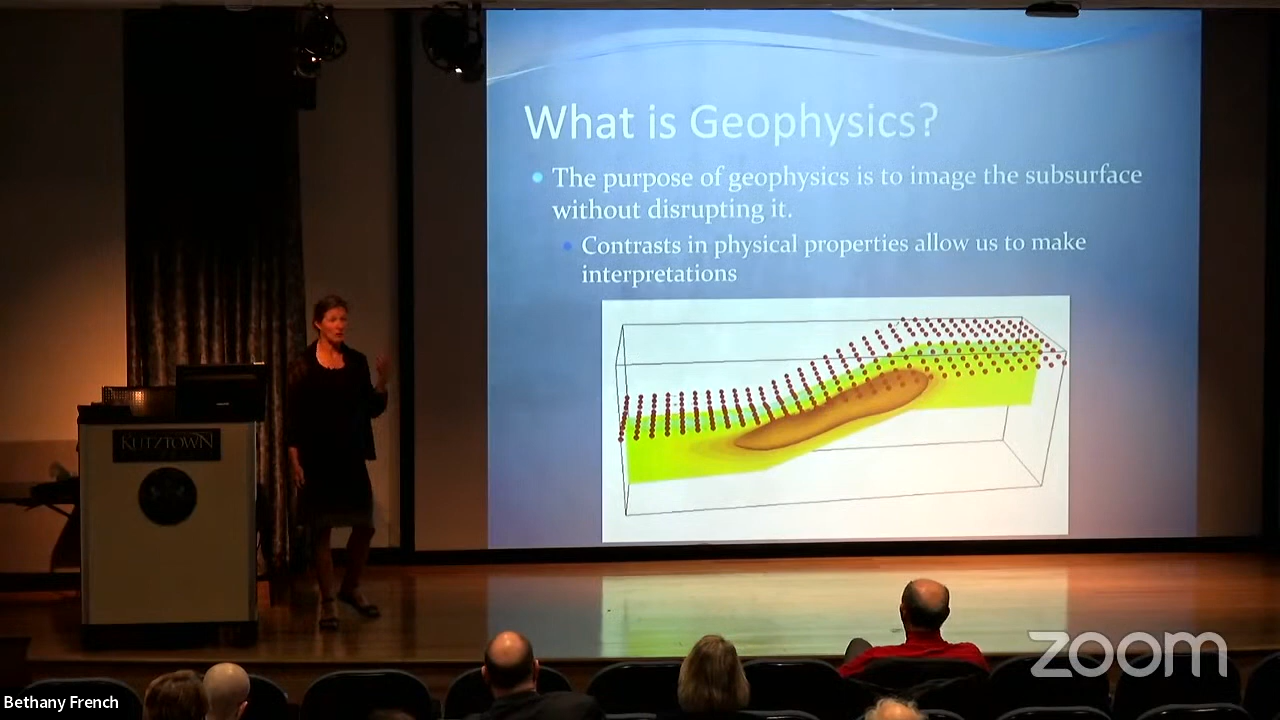 What is Geophysics?
The purpose of geophysics is to image the subsurface
without disrupting it.
Contrasts in physical properties allow us to make
interpretations
KUTZTOWN
zoom
Bethany French